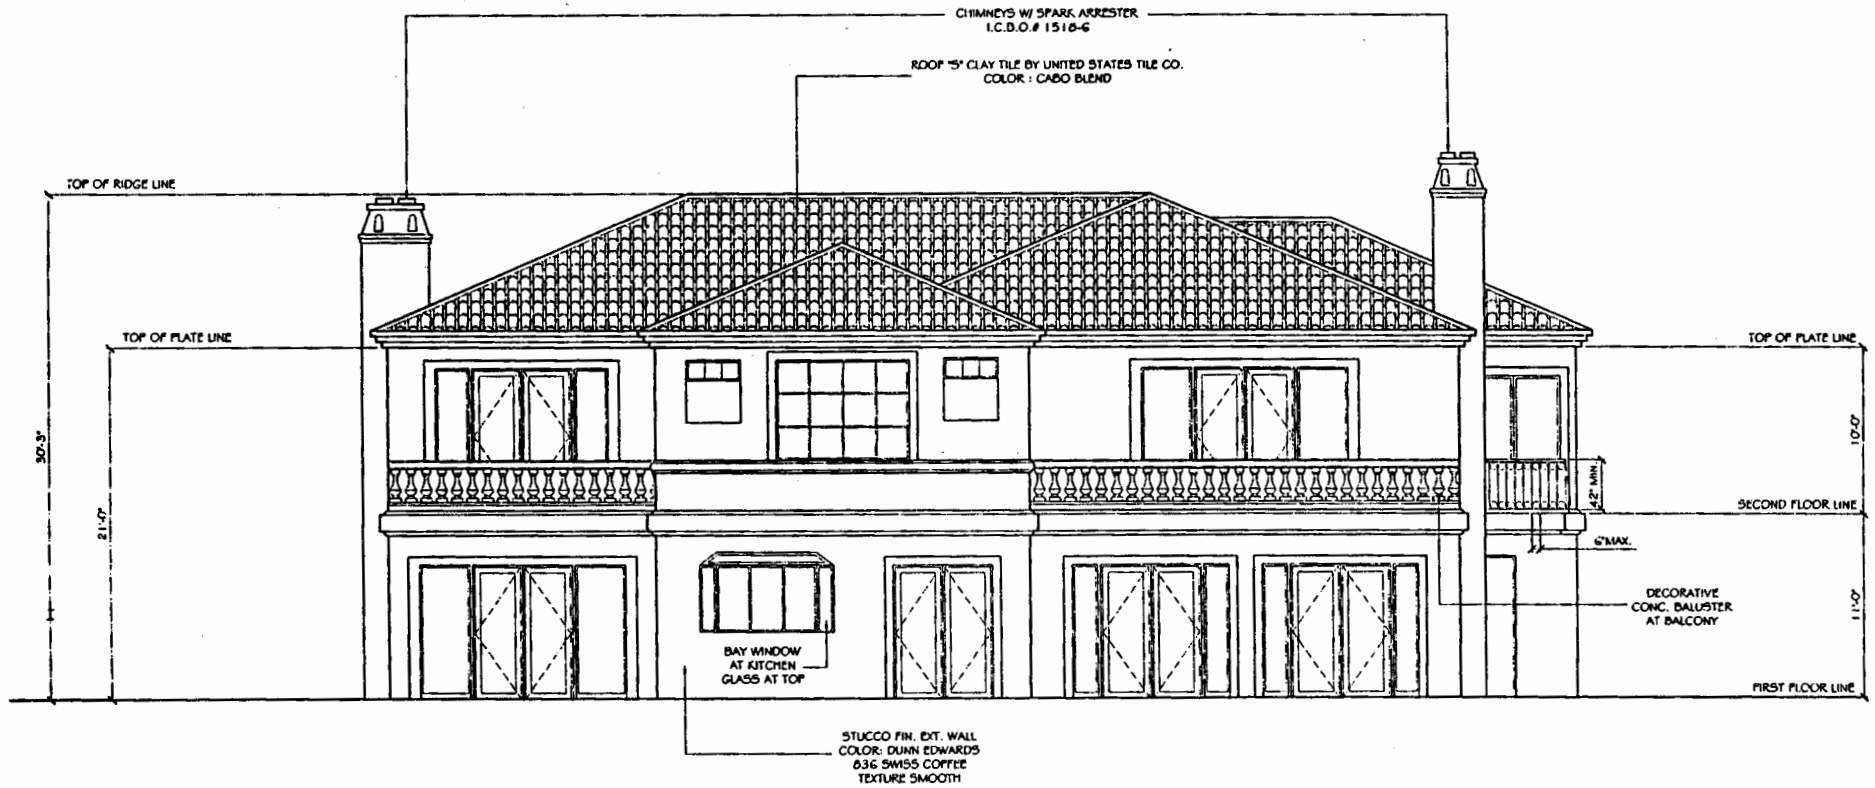 CHIMNEYS W/ SPARK ARRESTER
I.C.B.O.# 1518-6
ROOF "S" CLAY TILE BY UNITED STATES TILE CO.
COLOR : CABO BLEND
TOP OF RIDGE LINE
TOP OF PLATE LINE
TOP OF PLATE LINE
30'-3"
21'-0"
10'-0"
42" MIN.
SECOND FLOOR LINE
6"MAX.
DECORATIVE
CONC. BALUSTER
AT BALCONY
11'-0"
BAY WINDOW
AT KITCHEN
GLASS AT TOP
FIRST FLOOR LINE
STUCCO FIN. EXT. WALL
COLOR: DUNN EDWARDS
836 SWISS COFFEE
TEXTURE SMOOTH